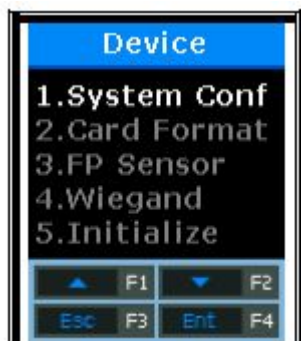 Device
1.System Conf
2.Card Format
3.FP Sensor
4.Wiegand
5.Initialize
▲ F1 ▼ F2
Esc F3 Ent F4